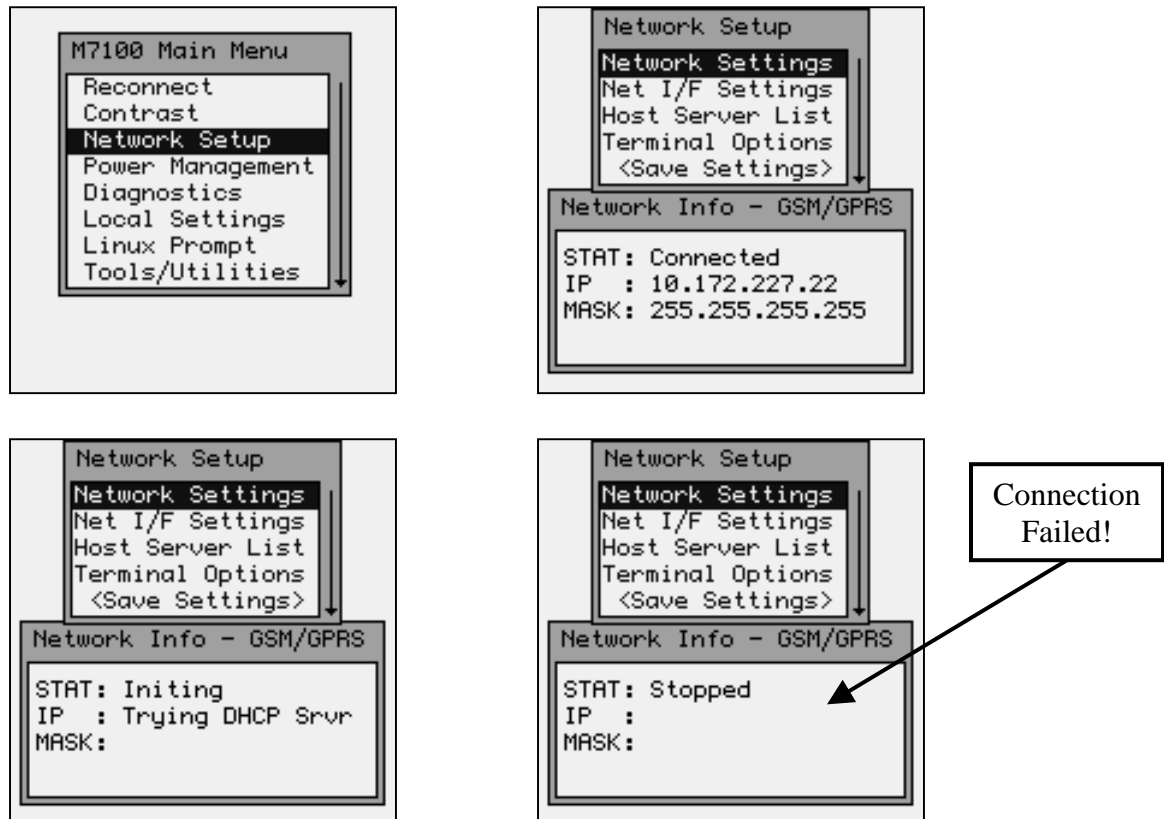 M7100 Main Menu
Reconnect
Contrast
Network Setup
Power Management
Diagnostics
Local Settings
Linux Prompt
Tools/Utilities
Network Setup
Network Settings
Net I/F Settings
Host Server List
Terminal Options
<Save Settings>
Network Info - GSM/GPRS
STAT: Connected
IP  : 10.172.227.22
MASK: 255.255.255.255
Network Setup
Network Settings
Net I/F Settings
Host Server List
Terminal Options
<Save Settings>
Network Info - GSM/GPRS
STAT: Initing
IP  : Trying DHCP Srvr
MASK:
Network Setup
Network Settings
Net I/F Settings
Host Server List
Terminal Options
<Save Settings>
Network Info - GSM/GPRS
STAT: Stopped
IP  :
MASK:
Connection
Failed!